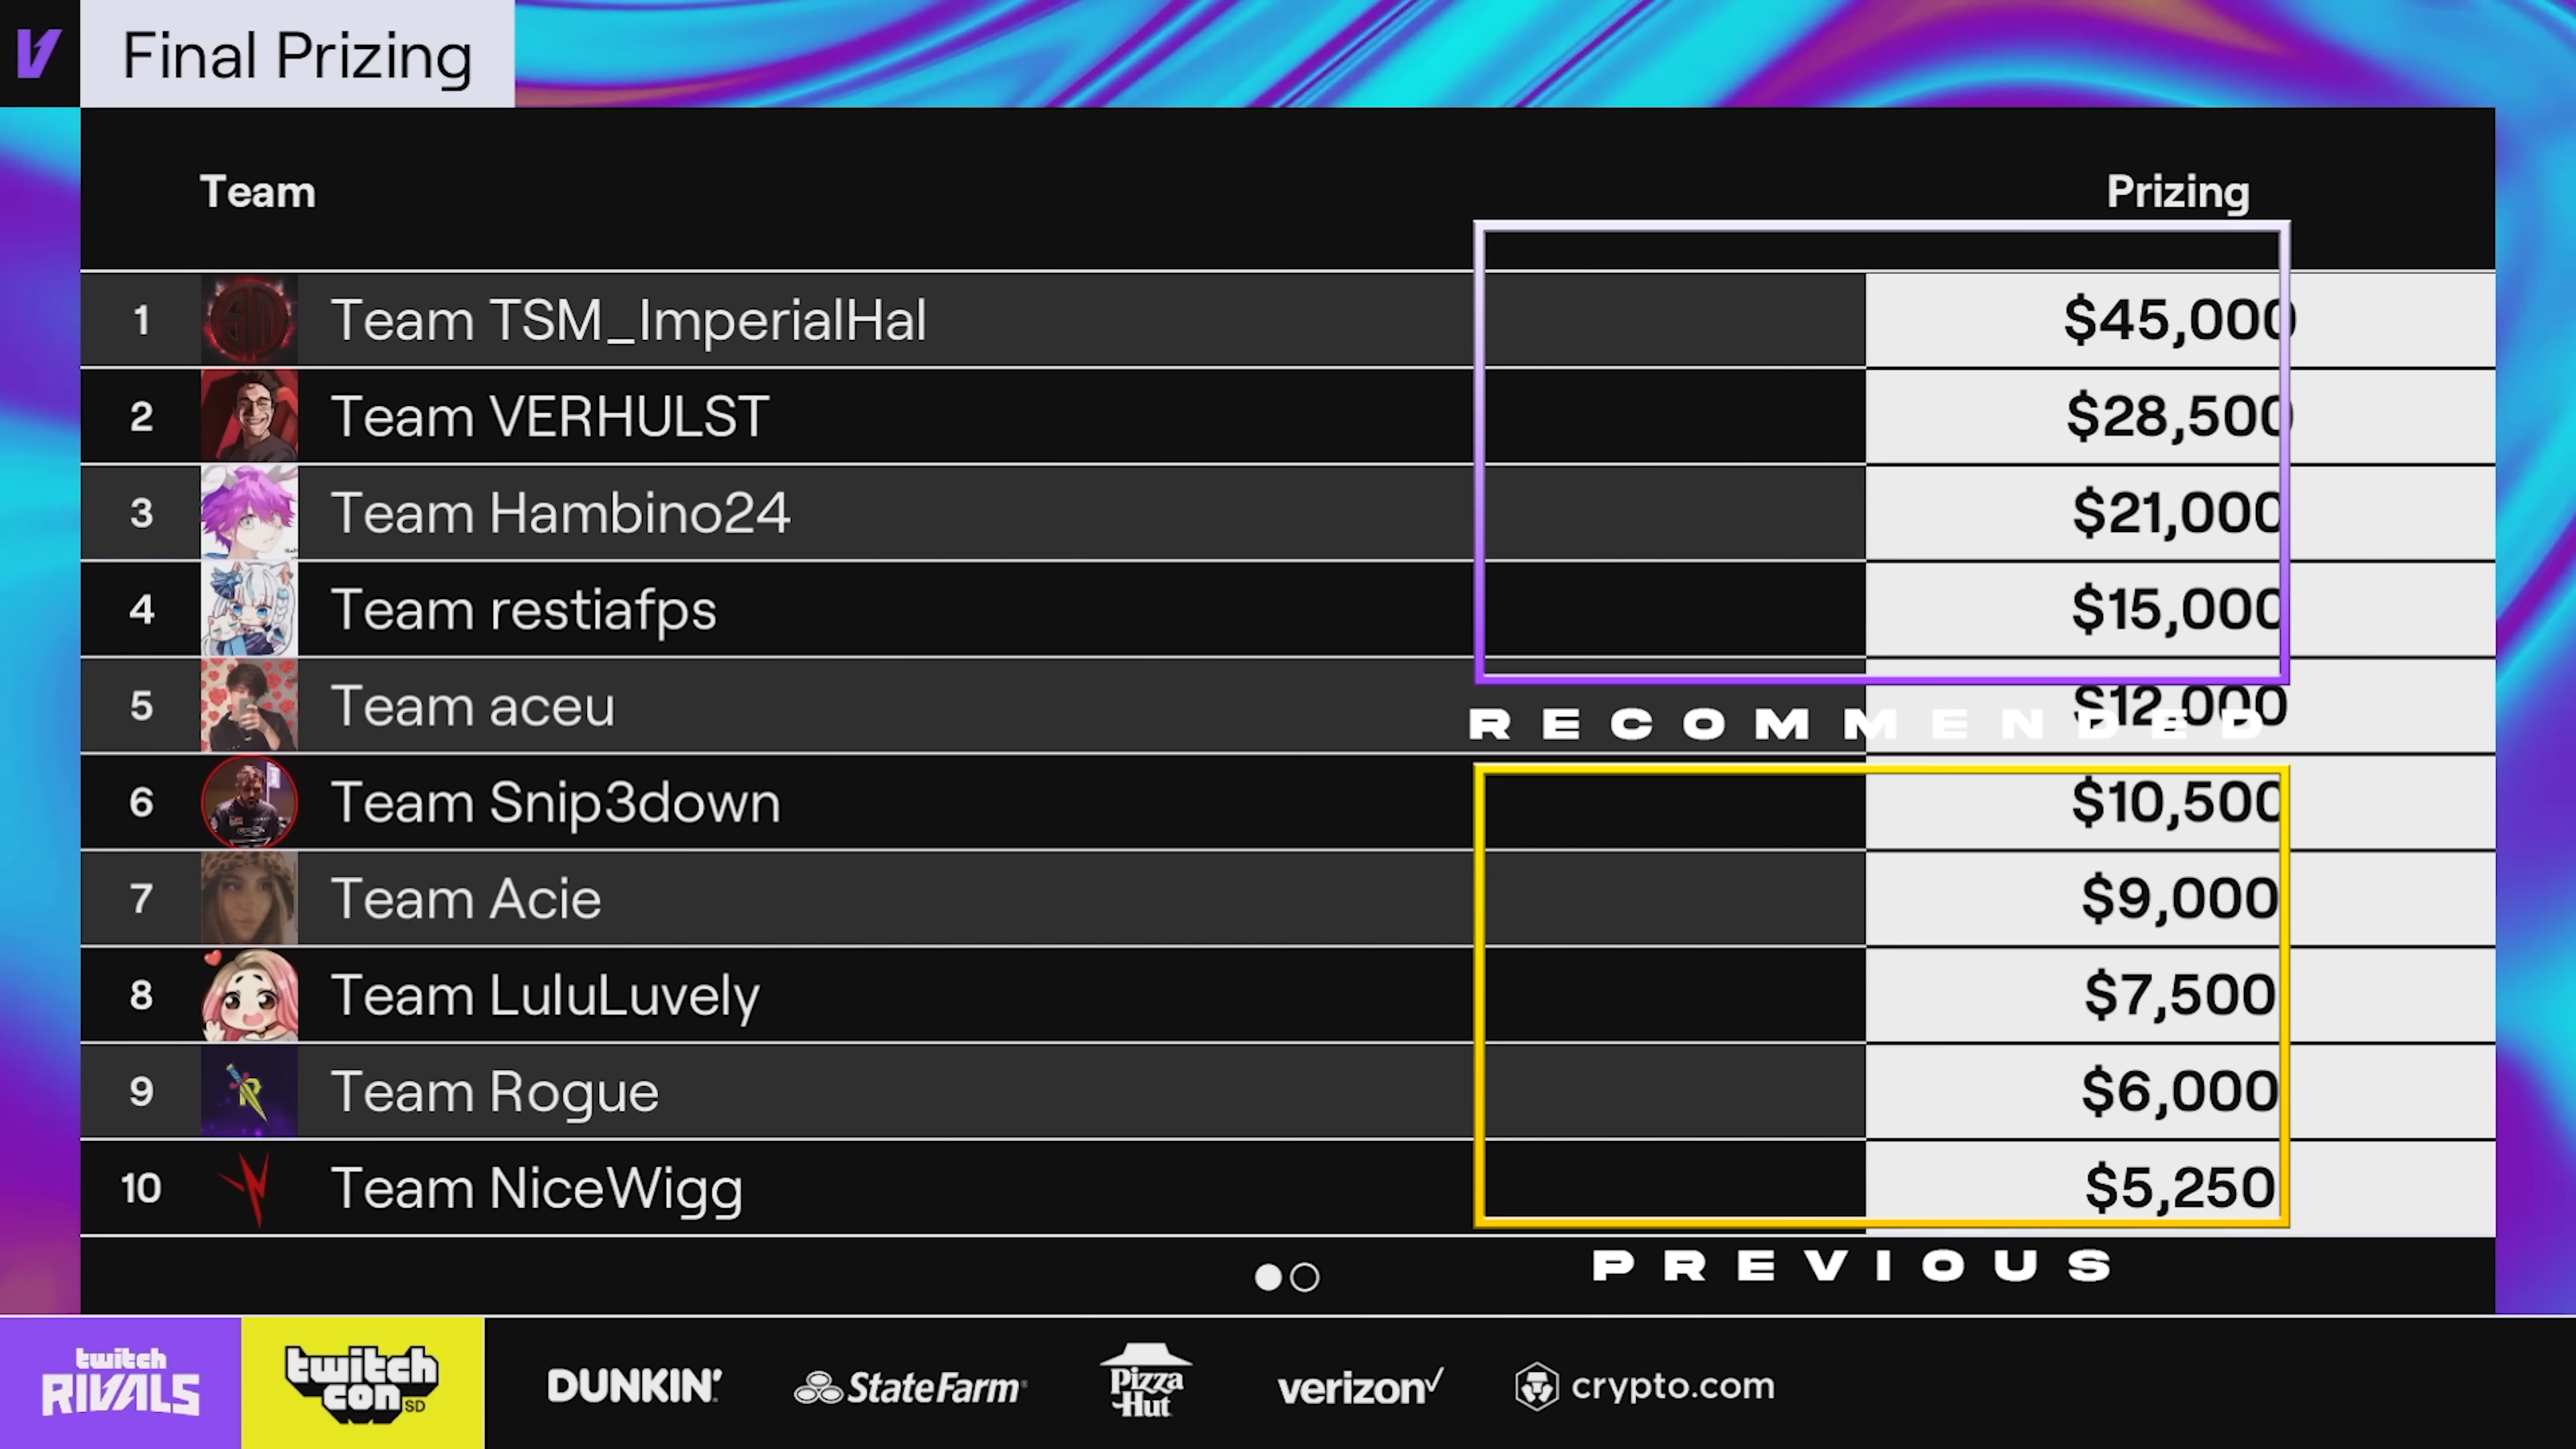 Final Prizing
Team Prizing
1 Team TSM_ImperialHal $45,000
2 Team VERHULST $28,500
3 Team Hambino24 $21,000
4 Team restiafps $15,000
5 Team aceu $12,000
RECOMMENDED
6 Team Snip3down $10,500
7 Team Acie $9,000
8 Team LuluLuvely $7,500
9 Team Rogue $6,000
10 Team NiceWigg $5,250
PREVIOUS
twitch RIVALS
twitch con SD
DUNKIN'
StateFarm
Pizza Hut
verizon
crypto.com